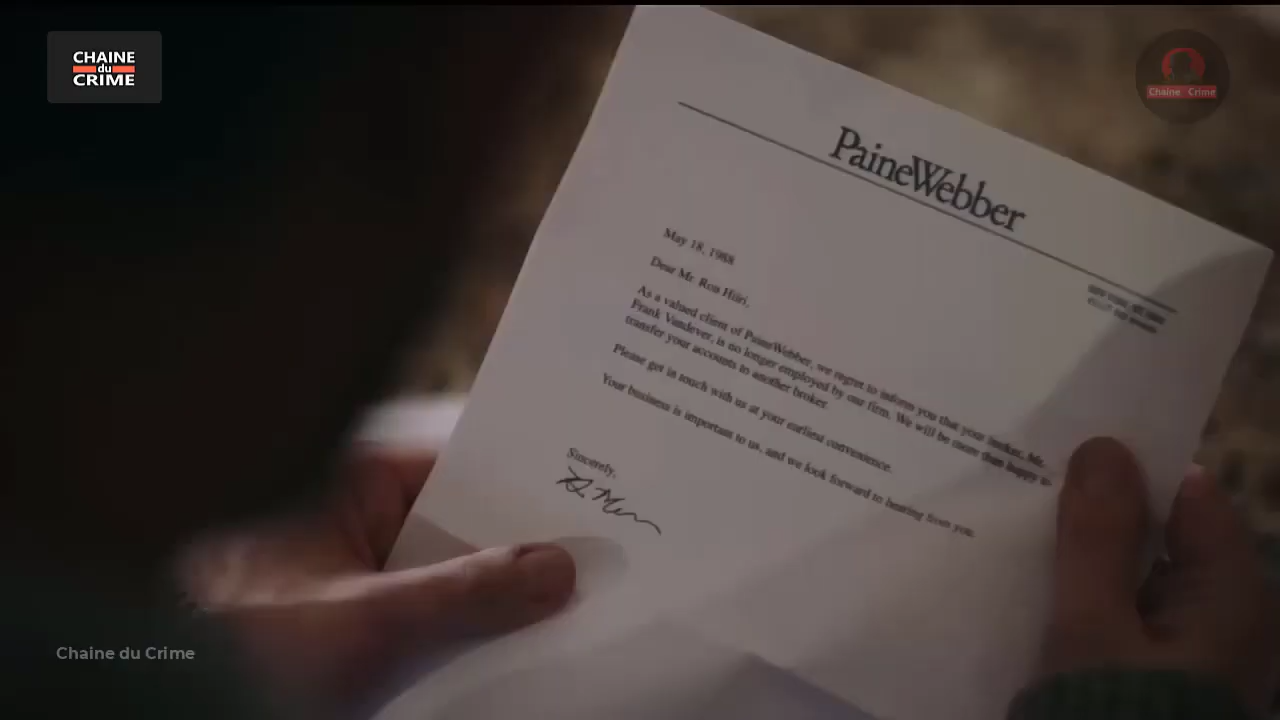 CHAINE
du
CRIME
Chaine Crime
PaineWebber
May 18, 1988
Dear Mr. Ron Hiiri,
As a valued client of PaineWebber, we regret to inform you that your broker, Mr.
Frank Vandever, is no longer employed by our firm. We will be more than happy to
transfer your accounts to another broker.
Please get in touch with us at your earliest convenience.
Your business is important to us, and we look forward to hearing from you.
Sincerely,
Chaine du Crime